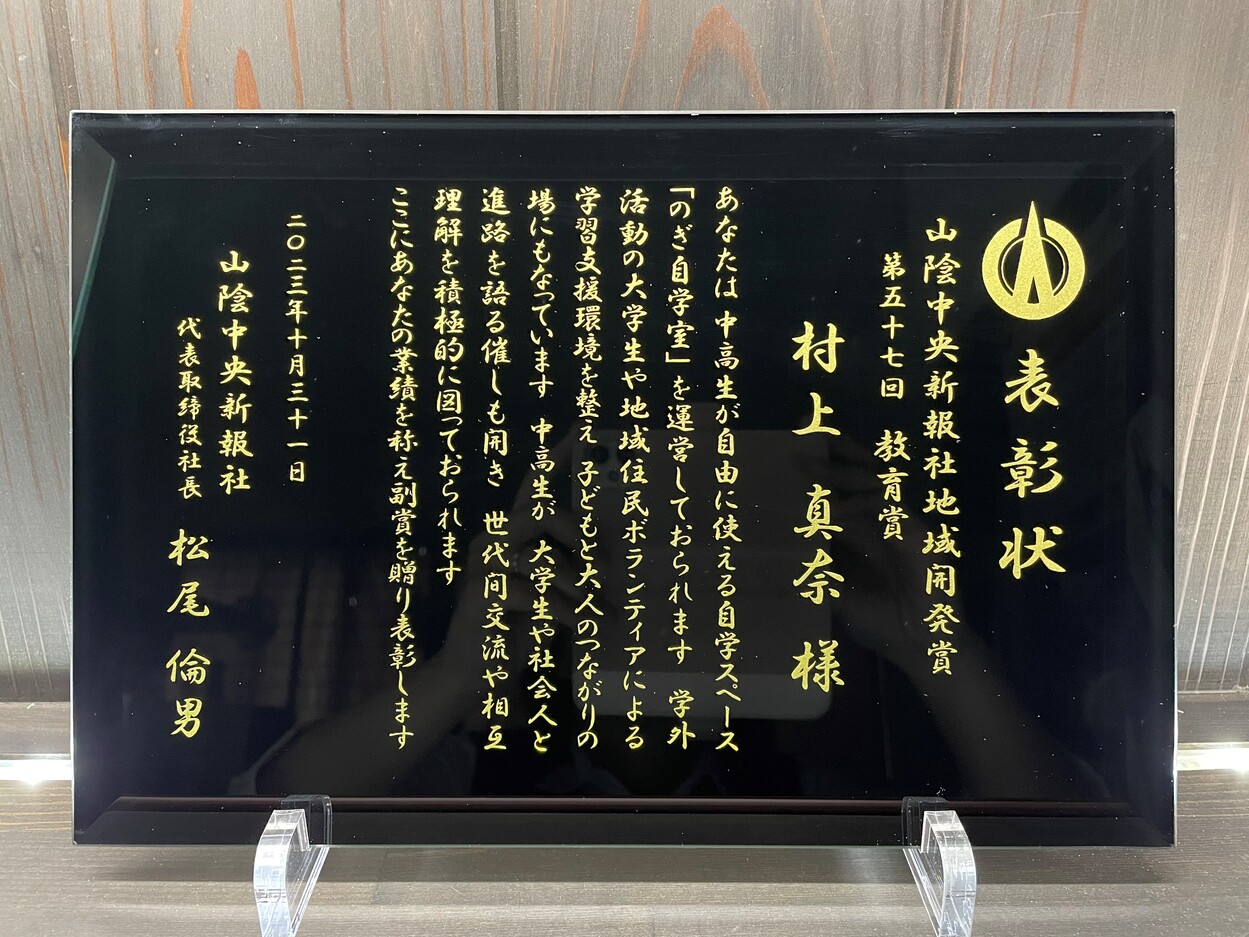 表彰状
山陰中央新報社地域開発賞
第五十七回　教育賞
村上　真奈　様
あなたは中高生が自由に使える自学スペース
「のぎ自学室」を運営しておられます　学外
活動の大学生や地域住民ボランティアによる
学習支援環境を整え　子どもと大人のつながりの
場にもなっています　中高生が　大学生や社会人と
進路を語る催しも開き　世代間交流や相互
理解を積極的に図っておられます
ここにあなたの業績を称え副賞を贈り表彰します
二〇二三年十月三十一日
山陰中央新報社
代表取締役社長　松尾　倫男